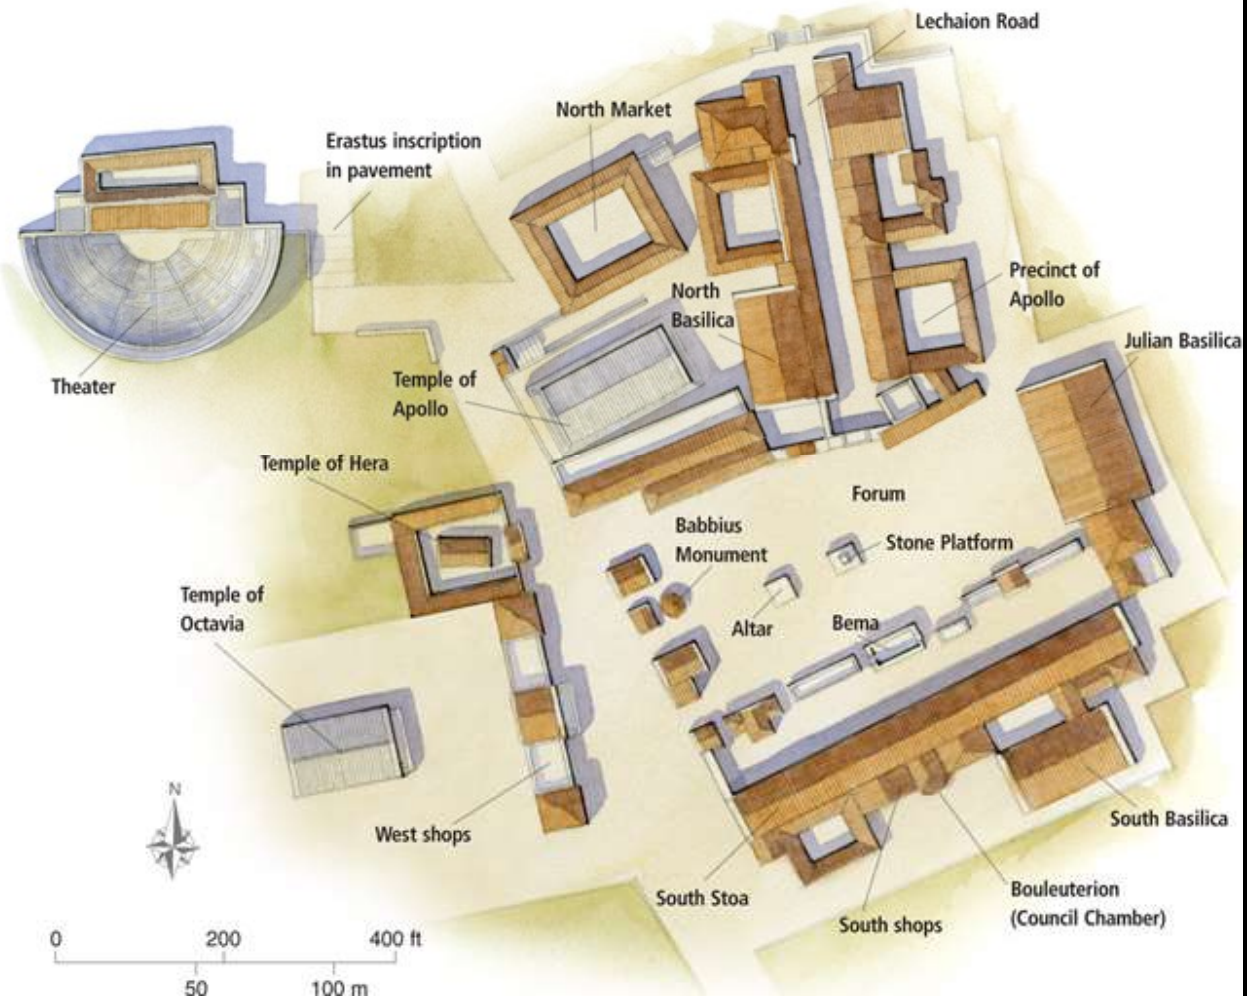 Lechaion Road
North Market
Erastus inscription
in pavement
Precinct of
Apollo
North
Basilica
Julian Basilica
Theater
Temple of
Apollo
Temple of Hera
Forum
Babbius
Monument
Stone Platform
Temple of
Octavia
Altar
Bema
N
West shops
South Basilica
South Stoa
Bouleuterion
(Council Chamber)
South shops
0 200 400 ft
50 100 m